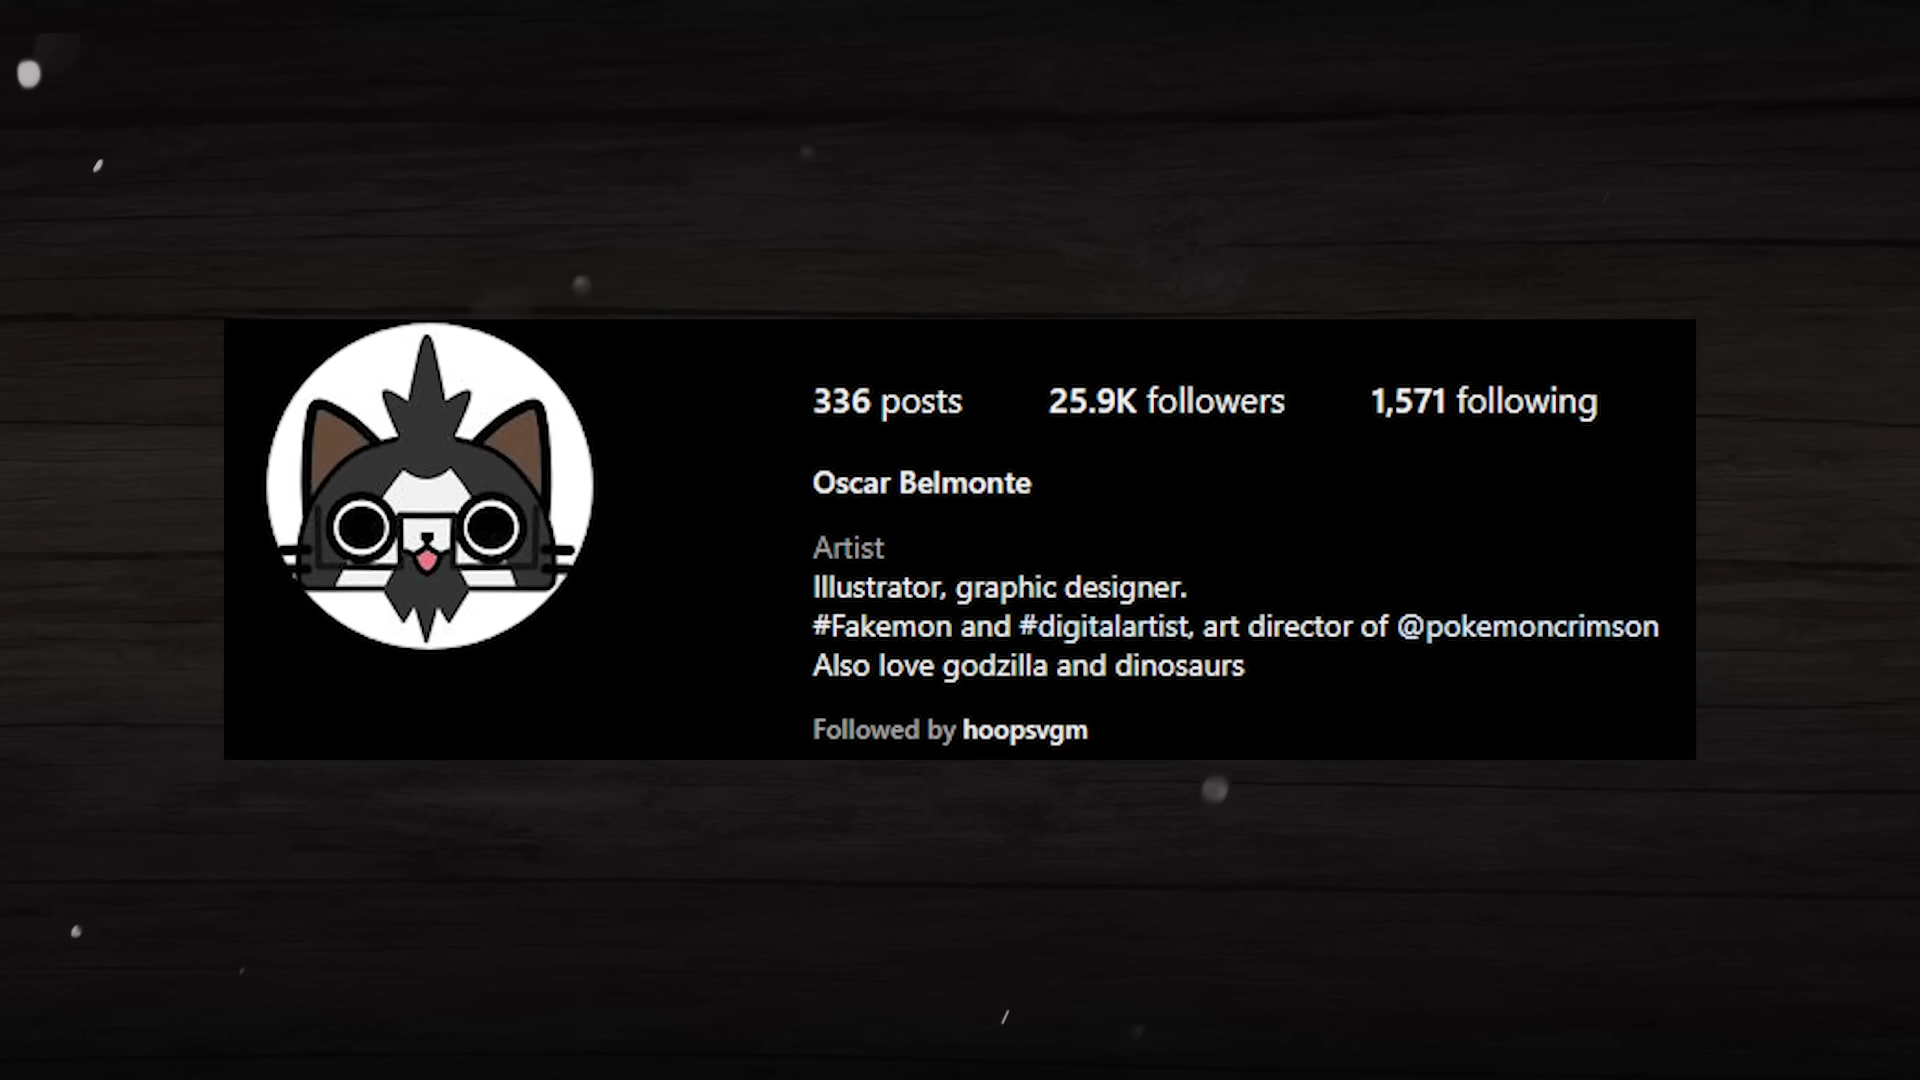 336 posts 25.9K followers 1,571 following
Oscar Belmonte
Artist
Illustrator, graphic designer.
#Fakemon and #digitalartist, art director of @pokemoncrimson
Also love godzilla and dinosaurs
Followed by hoopsvgm